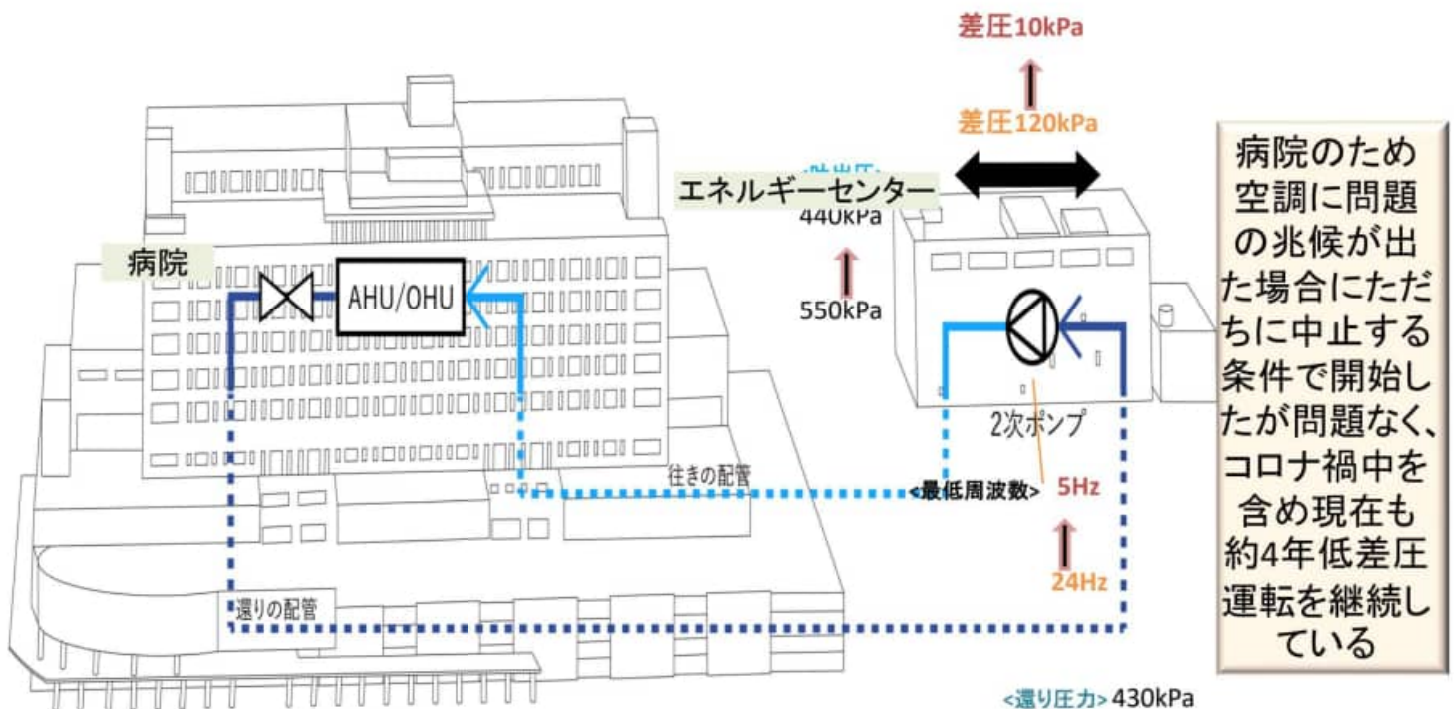 差圧10kPa
差圧120kPa
エネルギーセンター
440kPa
550kPa
病院
AHU/OHU
2次ポンプ
往きの配管
<最低周波数>
5Hz
24Hz
還りの配管
<還り圧力> 430kPa
病院のため
空調に問題
の兆候が出
た場合にただ
ちに中止する
条件で開始し
たが問題なく、
コロナ禍中を
含め現在も
約4年低差圧
運転を継続し
ている